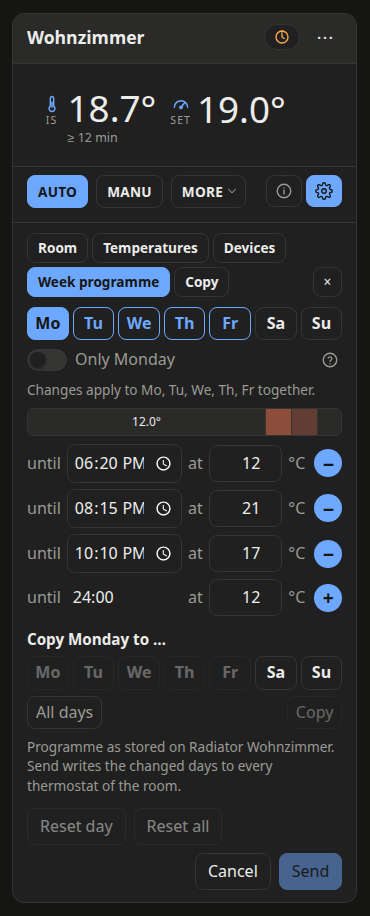 Wohnzimmer ...
18.7° 19.0°
IS SET
≥ 12 min
AUTO MANU MORE
Room Temperatures Devices
Week programme Copy ×
Mo Tu We Th Fr Sa Su
Only Monday ?
Changes apply to Mo, Tu, We, Th, Fr together.
12.0°
until 06:20 PM at 12 °C −
until 08:15 PM at 21 °C −
until 10:10 PM at 17 °C −
until 24:00 at 12 °C +
Copy Monday to ...
Mo Tu We Th Fr Sa Su
All days Copy
Programme as stored on Radiator Wohnzimmer.
Send writes the changed days to every
thermostat of the room.
Reset day Reset all
Cancel Send